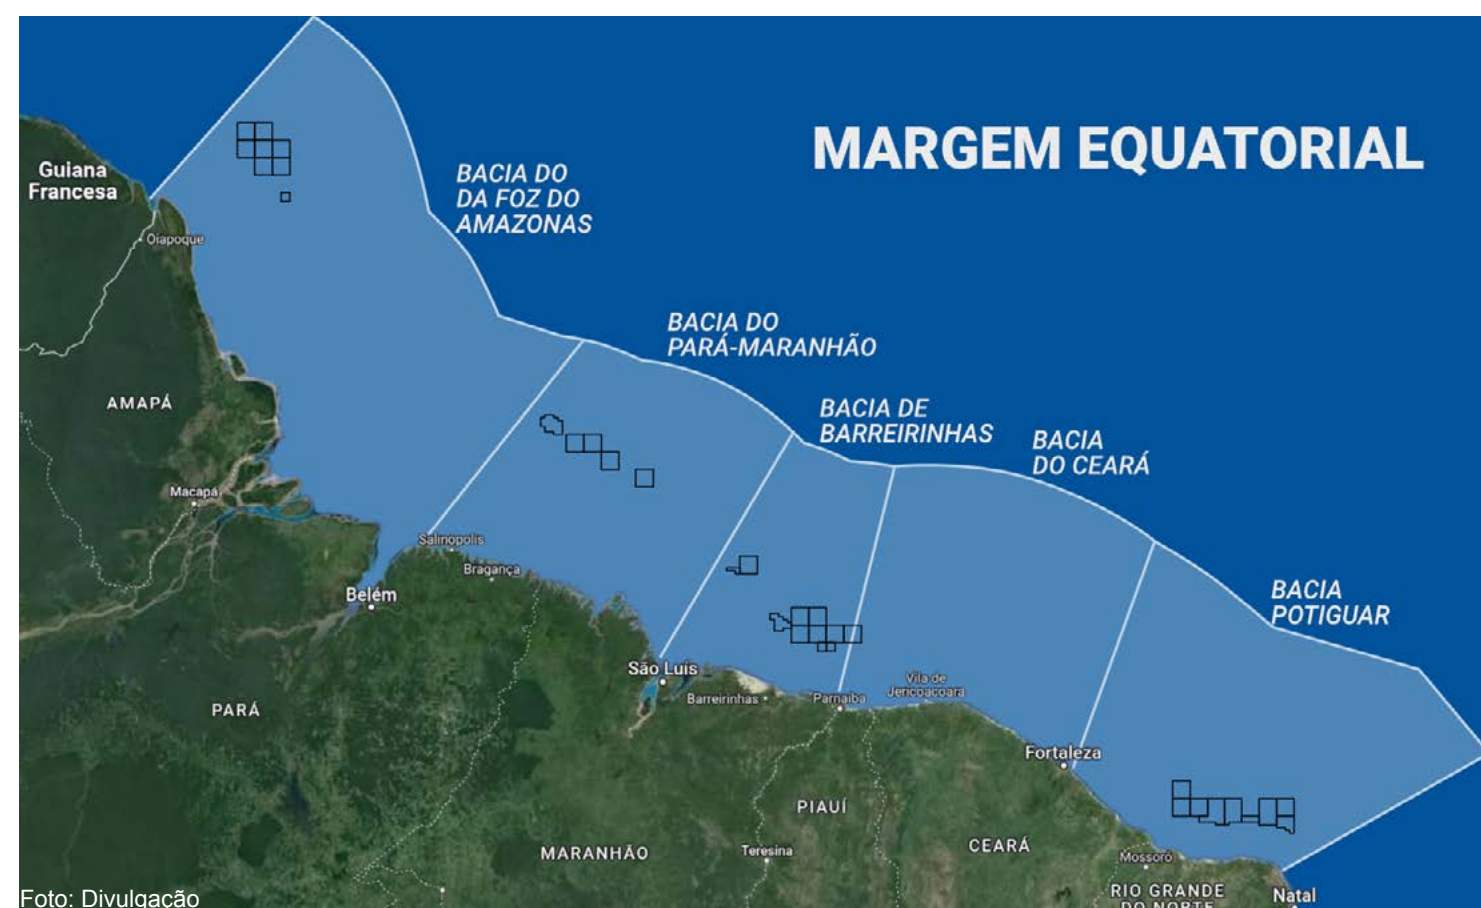 MARGEM EQUATORIAL
Guiana
Francesa
BACIA DO
DA FOZ DO
AMAZONAS
Oiapoque
BACIA DO
PARÁ-MARANHÃO
AMAPÁ
BACIA DE
BARREIRINHAS
BACIA
DO CEARÁ
Macapá
Salinopolis
Bragança
Belém
BACIA
POTIGUAR
São Luís
Barreirinhas
Parnaíba
Vila de
Jericoacoara
PARÁ
Fortaleza
PIAUÍ
MARANHÃO
Teresina
CEARÁ
Mossoró
RIO GRANDE
DO NORTE
Natal
Foto: Divulgação